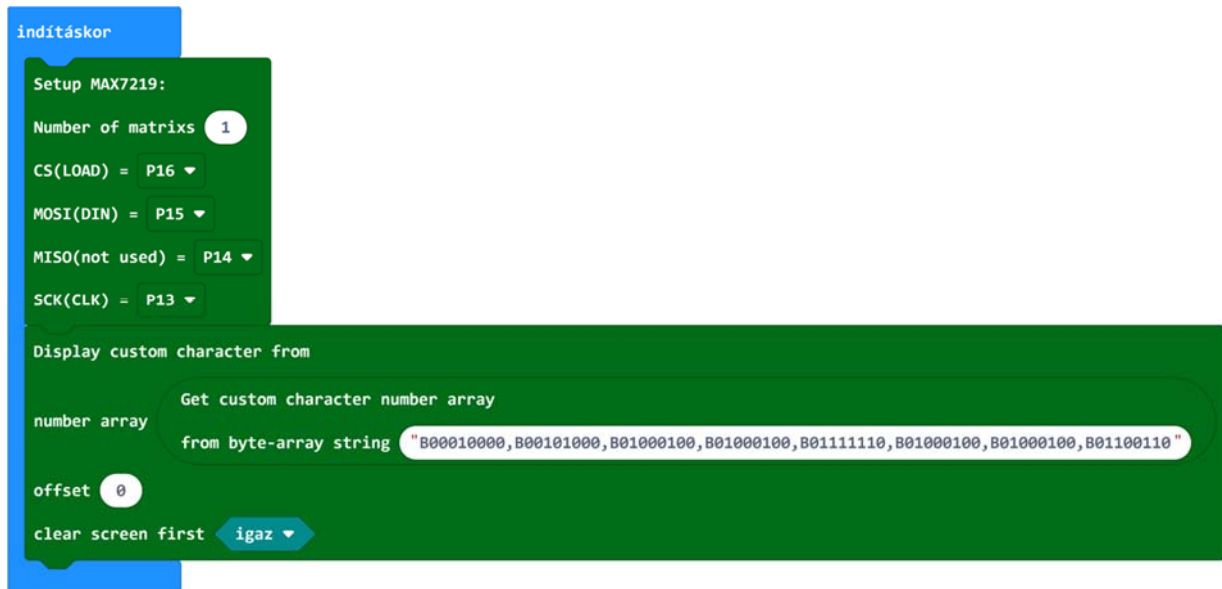 indításkor
Setup MAX7219:
Number of matrixs 1
CS(LOAD) = P16
MOSI(DIN) = P15
MISO(not used) = P14
SCK(CLK) = P13
Display custom character from
Get custom character number array
number array
from byte-array string "B00010000,B00101000,B01000100,B01000100,B01111110,B01000100,B01000100,B01100110"
offset 0
clear screen first igaz